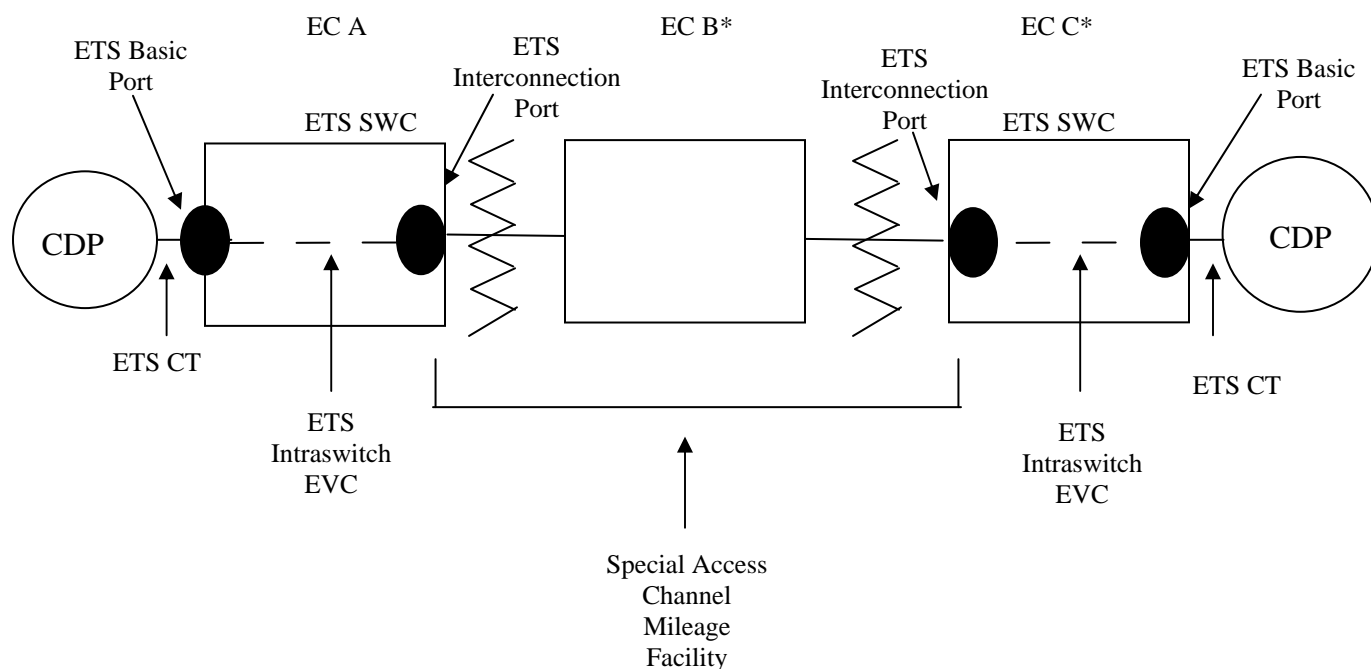 EC A
EC B*
EC C*
ETS Basic
Port
ETS
Interconnection
Port
ETS
Interconnection
Port
ETS Basic
Port
ETS SWC
ETS SWC
CDP
CDP
ETS CT
ETS CT
ETS
Intraswitch
EVC
ETS
Intraswitch
EVC
Special Access
Channel
Mileage
Facility